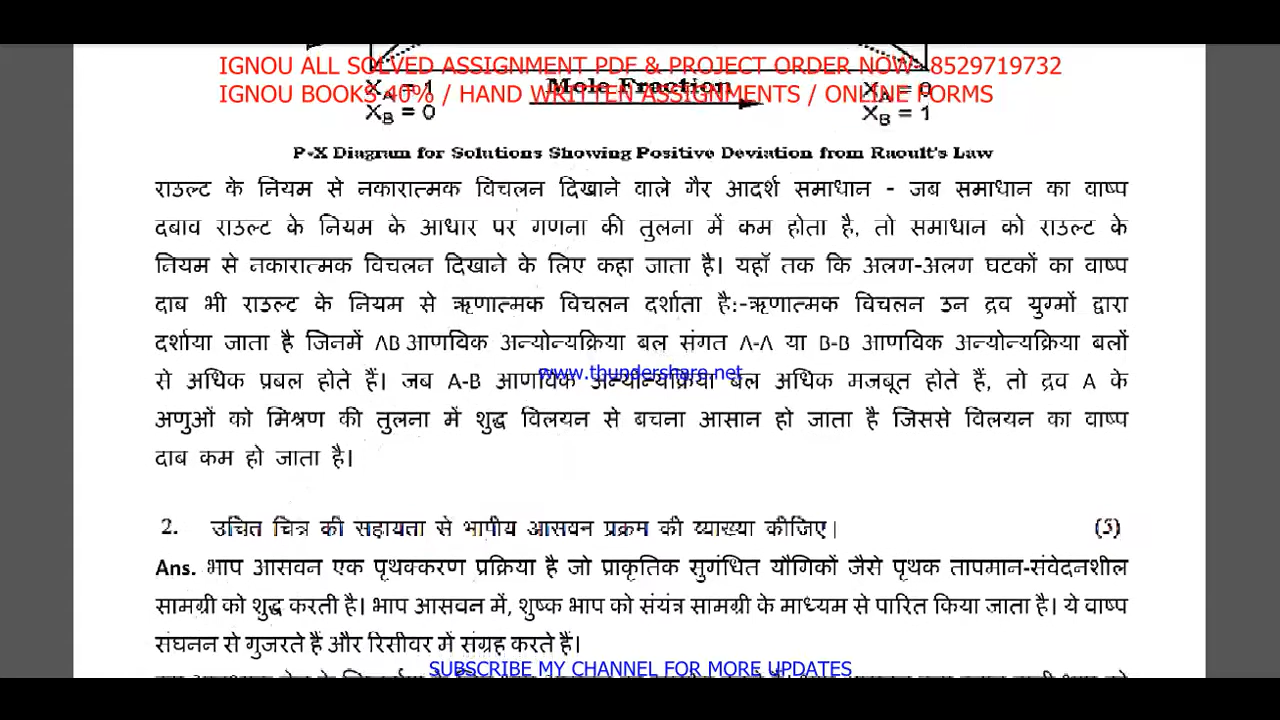 IGNOU ALL SOLVED ASSIGNMENT PDF & PROJECT ORDER NOW- 8529719732
IGNOU BOOKS 40% / HAND WRITTEN ASSIGNMENTS / ONLINE FORMS
X_A = 1 Mole Fraction X_A = 0
X_B = 0 X_B = 1
P-X Diagram for Solutions Showing Positive Deviation from Raoult's Law
राउल्ट के नियम से नकारात्मक विचलन दिखाने वाले गैर आदर्श समाधान - जब समाधान का वाष्प
दबाव राउल्ट के नियम के आधार पर गणना की तुलना में कम होता है, तो समाधान को राउल्ट के
नियम से नकारात्मक विचलन दिखाने के लिए कहा जाता है। यहाँ तक कि अलग-अलग घटकों का वाष्प
दाब भी राउल्ट के नियम से ऋणात्मक विचलन दर्शाता है:-ऋणात्मक विचलन उन द्रव युग्मों द्वारा
दर्शाया जाता है जिनमें AB आणविक अन्योन्यक्रिया बल संगत A-A या B-B आणविक अन्योन्यक्रिया बलों
से अधिक प्रबल होते हैं। जब A-B आणविक अन्योन्यक्रिया बल अधिक मजबूत होते हैं, तो द्रव A के
www.thundershare.net
अणुओं को मिश्रण की तुलना में शुद्ध विलयन से बचना आसान हो जाता है जिससे विलयन का वाष्प
दाब कम हो जाता है।
2. उचित चित्र की सहायता से भापीय आसवन प्रक्रम की व्याख्या कीजिए। (5)
Ans. भाप आसवन एक पृथक्करण प्रक्रिया है जो प्राकृतिक सुगंधित यौगिकों जैसे पृथक तापमान-संवेदनशील
सामग्री को शुद्ध करती है। भाप आसवन में, शुष्क भाप को संयंत्र सामग्री के माध्यम से पारित किया जाता है। ये वाष्प
संघनन से गुजरते हैं और रिसीवर में संग्रह करते हैं।
SUBSCRIBE MY CHANNEL FOR MORE UPDATES